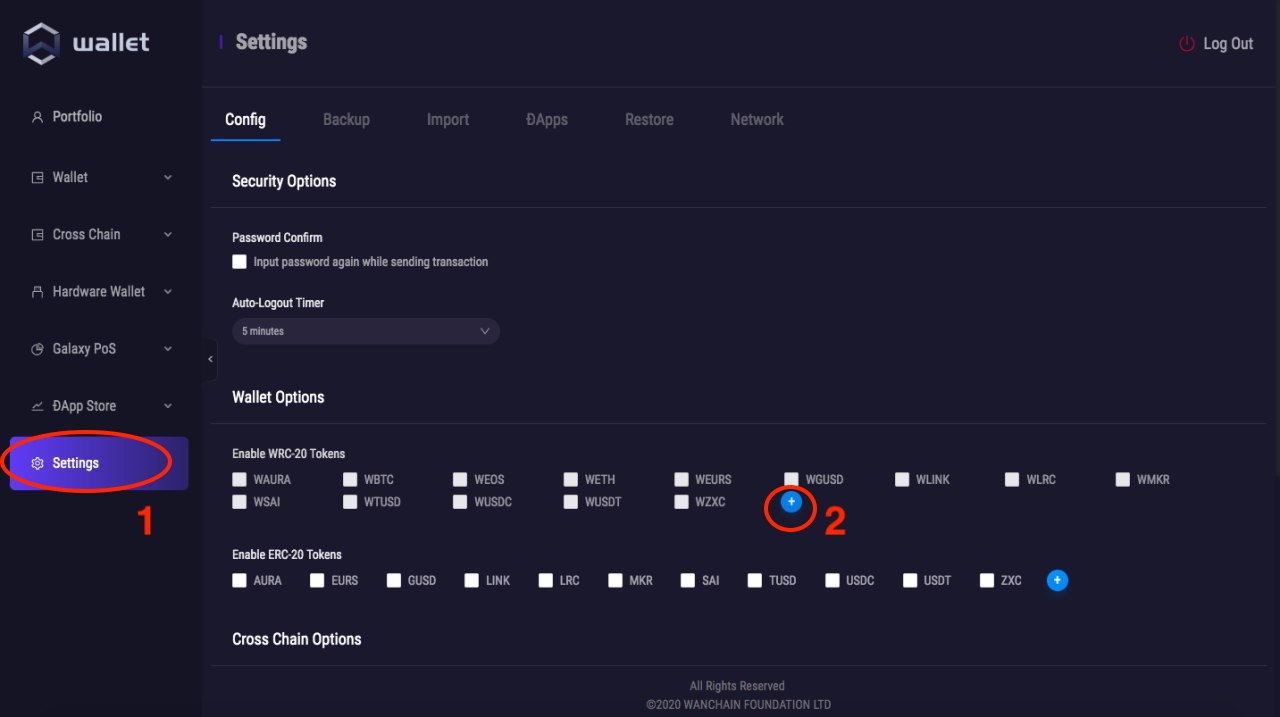 wallet
Settings
Log Out
Portfolio
Wallet
Cross Chain
Hardware Wallet
Galaxy PoS
ÐApp Store
Settings
1
Config Backup Import ÐApps Restore Network
Security Options
Password Confirm
Input password again while sending transaction
Auto-Logout Timer
5 minutes
Wallet Options
Enable WRC-20 Tokens
WAURA WBTC WEOS WETH WEURS WGUSD WLINK WLRC WMKR
WSAI WTUSD WUSDC WUSDT WZXC +
2
Enable ERC-20 Tokens
AURA EURS GUSD LINK LRC MKR SAI TUSD USDC USDT ZXC +
Cross Chain Options
All Rights Reserved
©2020 WANCHAIN FOUNDATION LTD